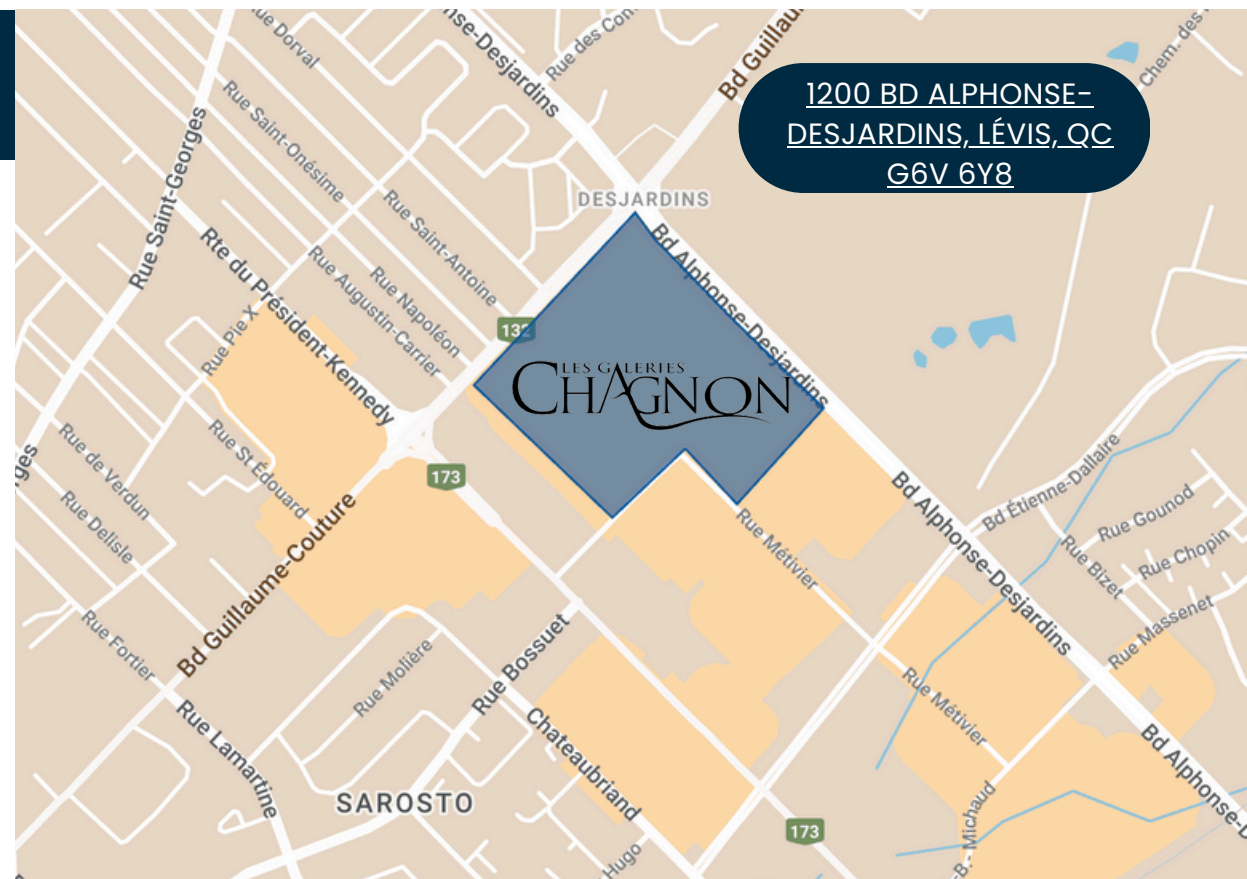 1200 BD ALPHONSE-
DESJARDINS, LÉVIS, QC
G6V 6Y8
Rue Dorval
nse-Desjardins
Rue des Con
Bd Guillau
Chem. des
Rue Saint-Georges
Rue Saint-Onésime
Rue Saint-Antoine
DESJARDINS
Rte du Président-Kennedy
Rue Augustin-Carrier
Rue Napoléon
Rue Pie X
132
Bd Alphonse-Desjardins
LES GALERIES
CHAGNON
rges
Rue de Verdun
Rue Delisle
Rue St Édouard
173
Bd Guillaume-Couture
Rue Métivier
Bd Alphonse-Desjardins
Bd Étienne-Dallaire
Rue Gounod
Rue Chopin
Rue Bizet
Rue Massenet
Rue Fortier
Rue Molière
Rue Bossuet
Rue Lamartine
Chateaubriand
Rue Métivier
Bd Alphonse-D
SAROSTO
173
Hugo
-B.- Michaud